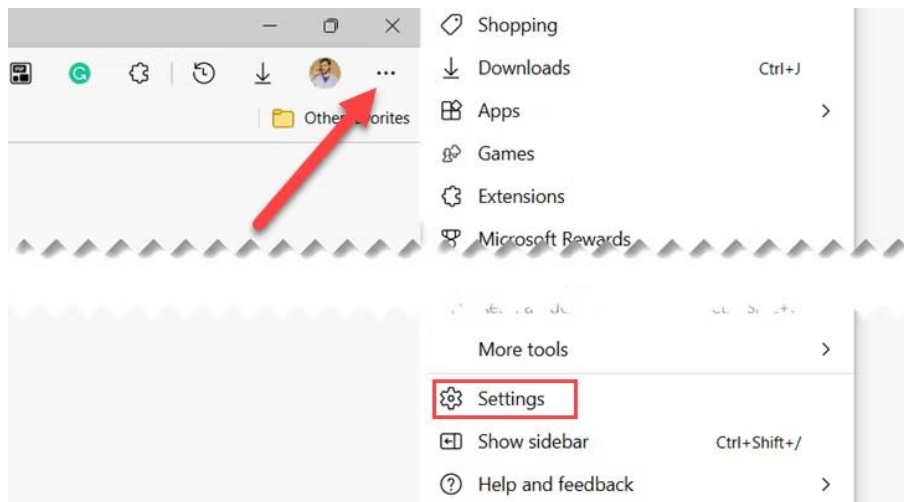 Other
orites
Shopping
Downloads Ctrl+J
Apps
Games
Extensions
Microsoft Rewards
More tools
Settings
Show sidebar Ctrl+Shift+/
Help and feedback